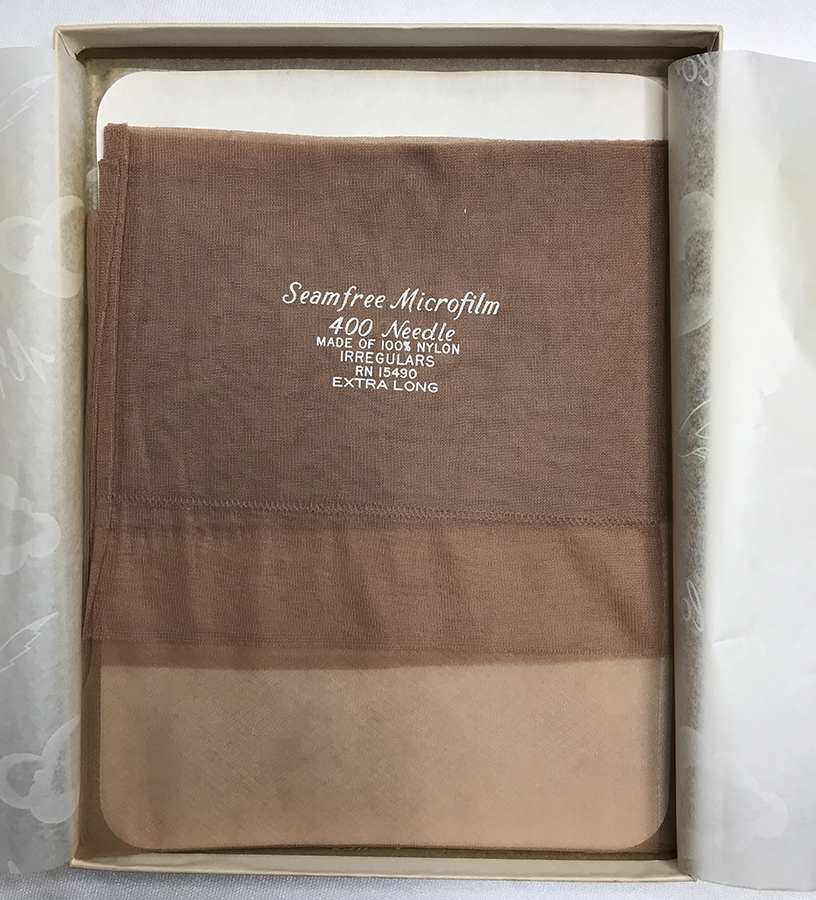 Seamfree Microfilm
400 Needle
MADE OF 100% NYLON
IRREGULARS
RN 15490
EXTRA LONG